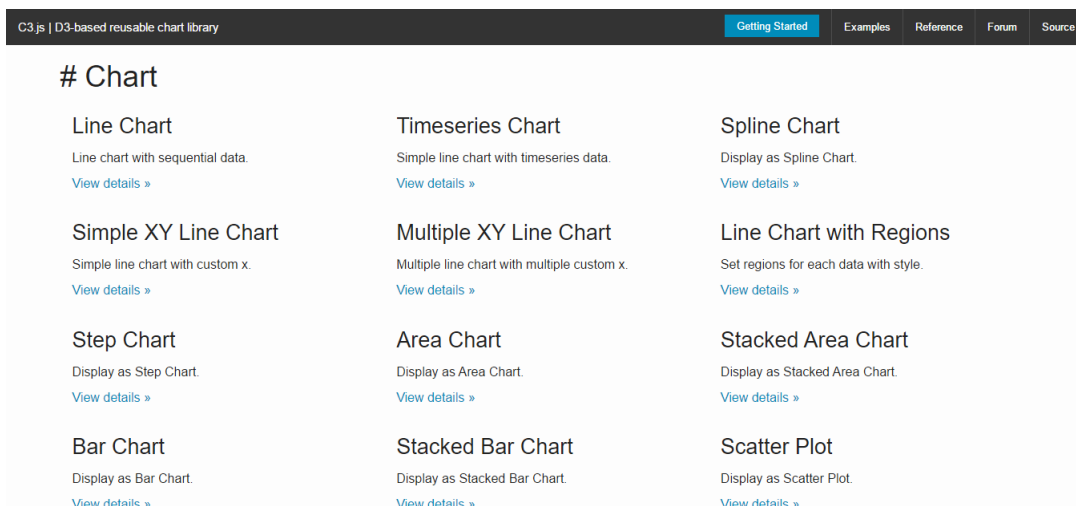 C3.js | D3-based reusable chart library Getting Started Examples Reference Forum Source
# Chart
Line Chart Timeseries Chart Spline Chart
Line chart with sequential data. Simple line chart with timeseries data. Display as Spline Chart.
View details » View details » View details »
Simple XY Line Chart Multiple XY Line Chart Line Chart with Regions
Simple line chart with custom x. Multiple line chart with multiple custom x. Set regions for each data with style.
View details » View details » View details »
Step Chart Area Chart Stacked Area Chart
Display as Step Chart. Display as Area Chart. Display as Stacked Area Chart.
View details » View details » View details »
Bar Chart Stacked Bar Chart Scatter Plot
Display as Bar Chart. Display as Stacked Bar Chart. Display as Scatter Plot.
View details » View details » View details »